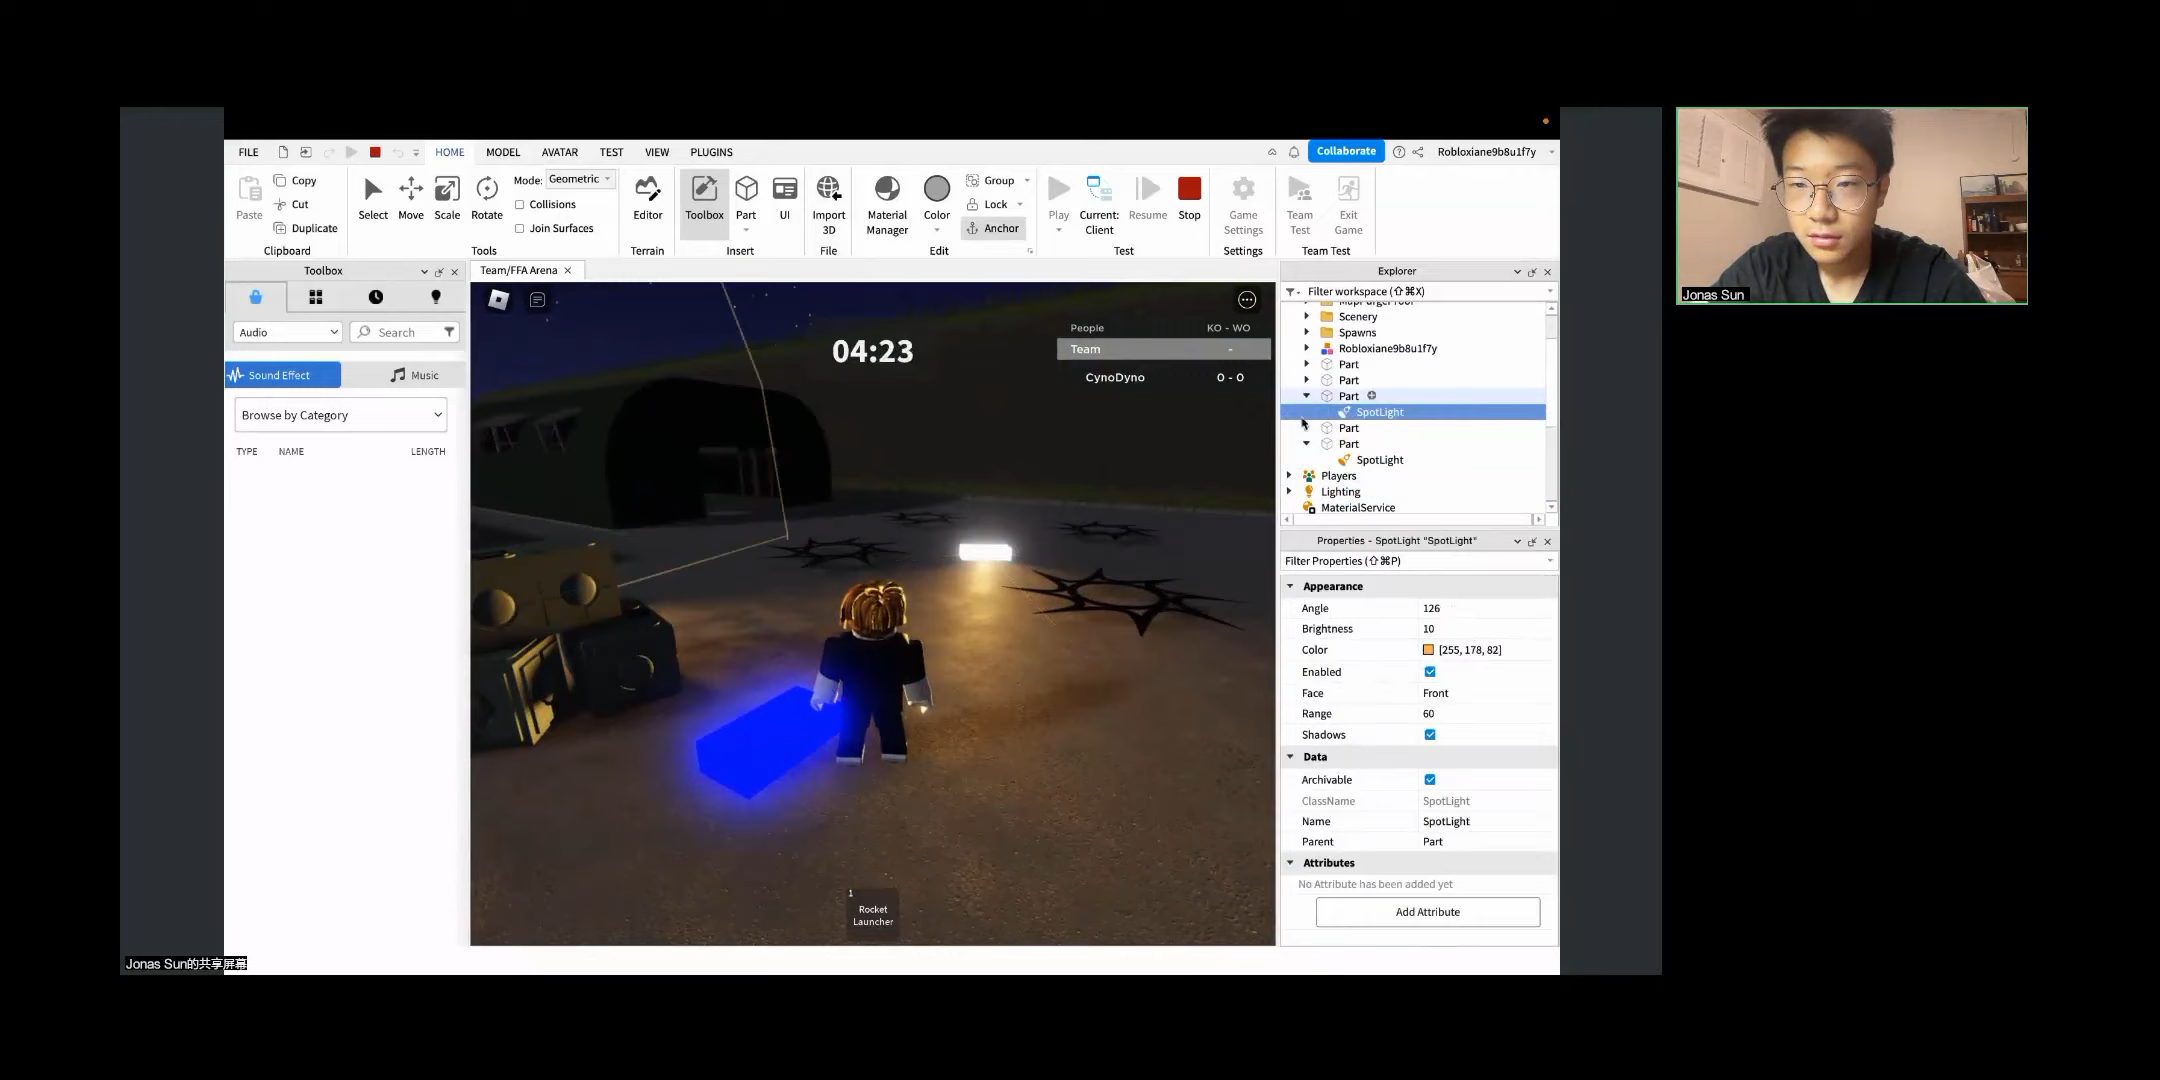 FILE HOME MODEL AVATAR TEST VIEW PLUGINS Collaborate Robloxiane9b8u1f7y
Paste Copy Cut Duplicate
Clipboard
Select Move Scale Rotate
Mode: Geometric
Collisions
Join Surfaces
Tools
Editor
Terrain
Toolbox Part UI
Insert
Import 3D
File
Material Manager
Color
Group
Lock
Anchor
Edit
Play Current: Client Resume Stop
Test
Game Settings
Settings
Team Test
Exit Game
Team Test
Toolbox
Audio Search
Sound Effect Music
Browse by Category
TYPE NAME LENGTH
Team/FFA Arena
04:23
People KO - WO
Team -
CynoDyno 0 - 0
1
Rocket
Launcher
Explorer
Filter workspace (⇧⌘X)
Scenery
Spawns
Robloxiane9b8u1f7y
Part
Part
Part
SpotLight
Part
Part
SpotLight
Players
Lighting
MaterialService
Properties - SpotLight "SpotLight"
Filter Properties (⇧⌘P)
Appearance
Angle 126
Brightness 10
Color [255, 178, 82]
Enabled
Face Front
Range 60
Shadows
Data
Archivable
ClassName SpotLight
Name SpotLight
Parent Part
Attributes
No Attribute has been added yet
Add Attribute
Jonas Sun
Jonas Sun的共享屏幕